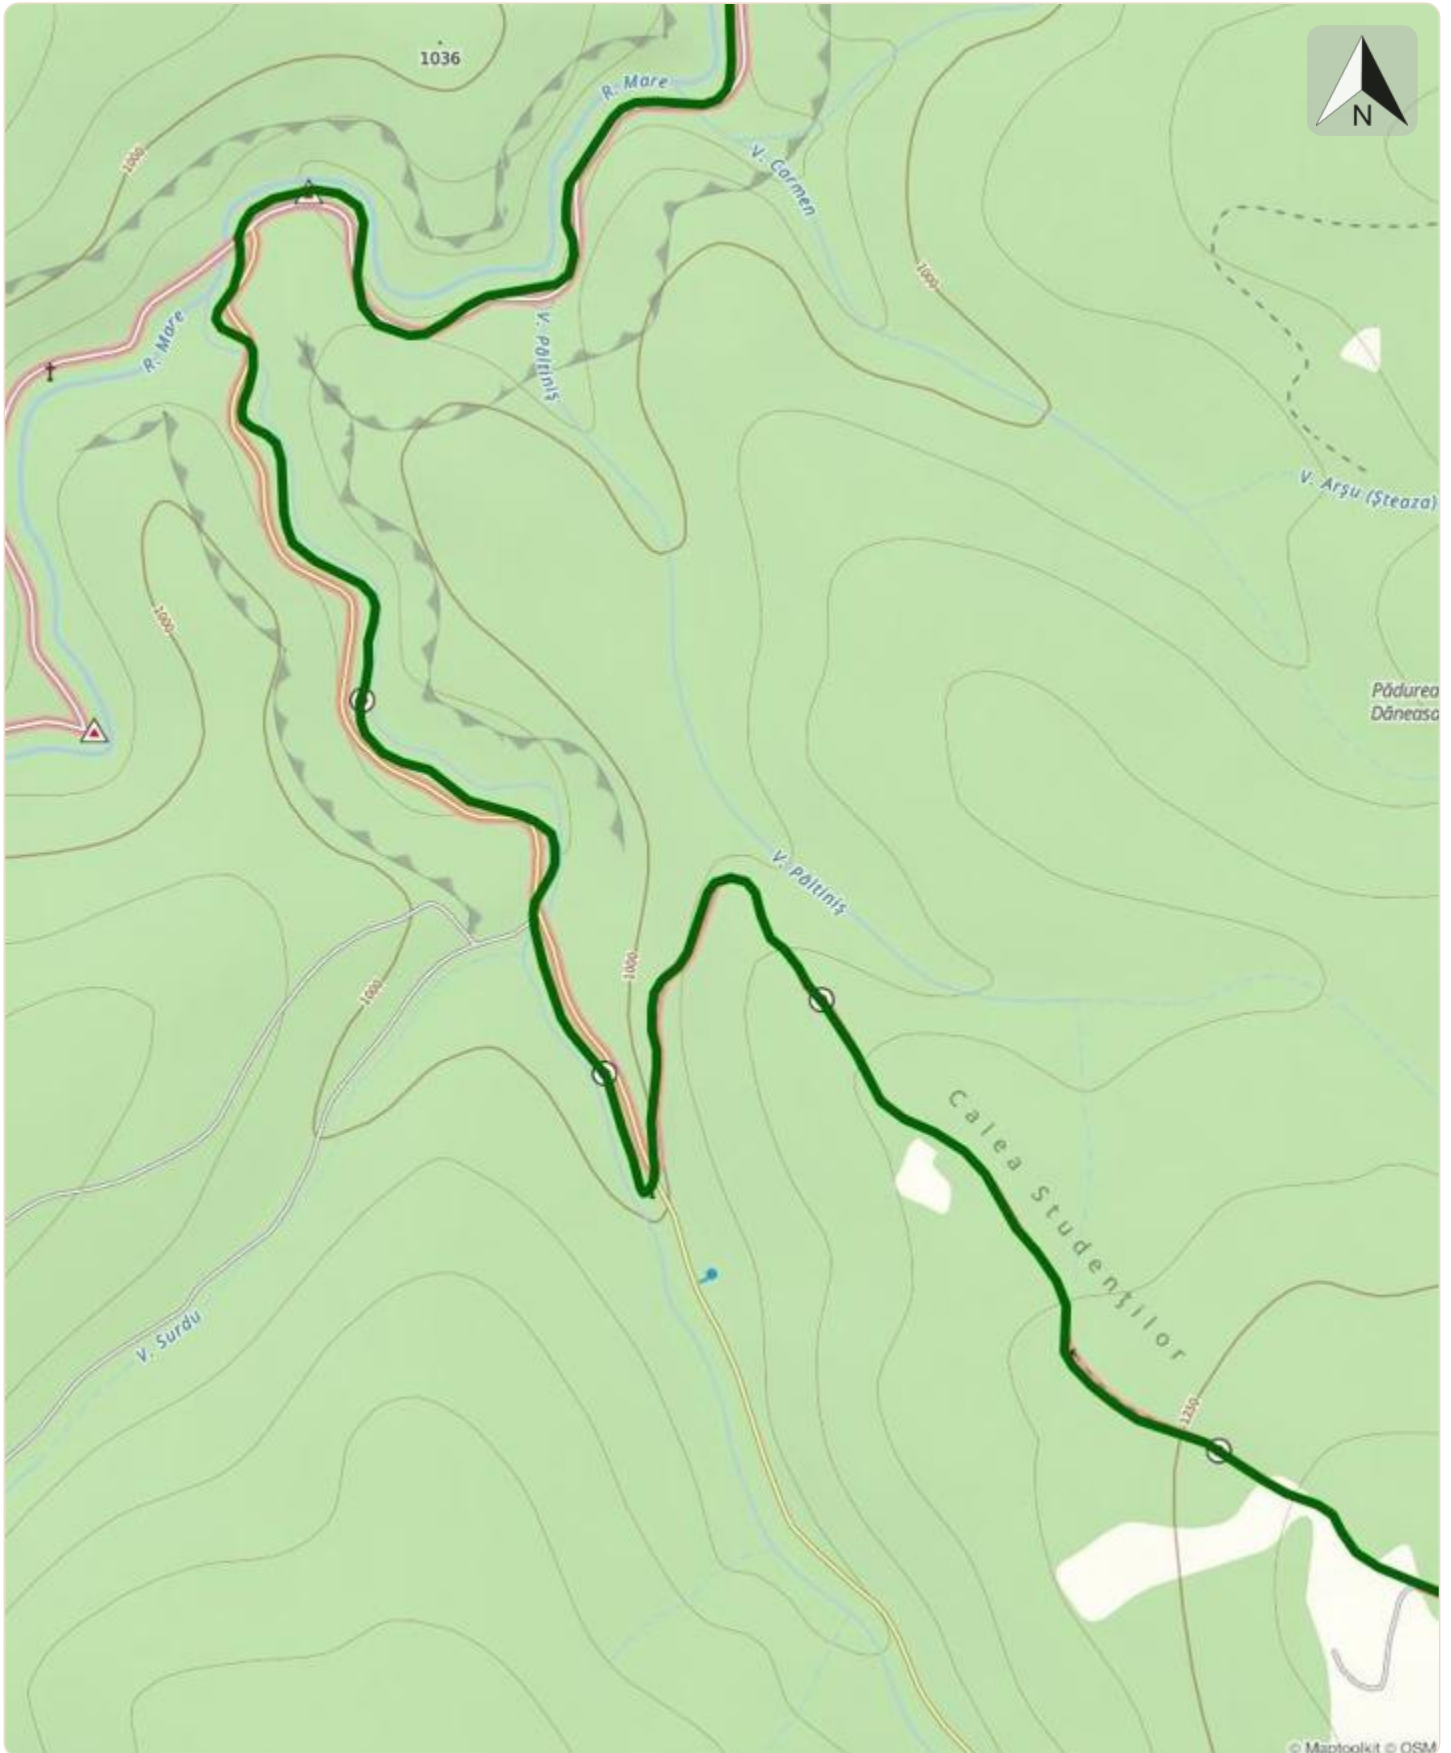 1036
R. Mare
N
1000
V. Carmen
1000
R. Mare
V. Păltiniș
V. Arșu (Șteaza)
1000
Pădurea
Dăneasa
V. Păltiniș
1000
1000
Calea Studenților
V. Surdu
1250
© Maptoolkit © OSM